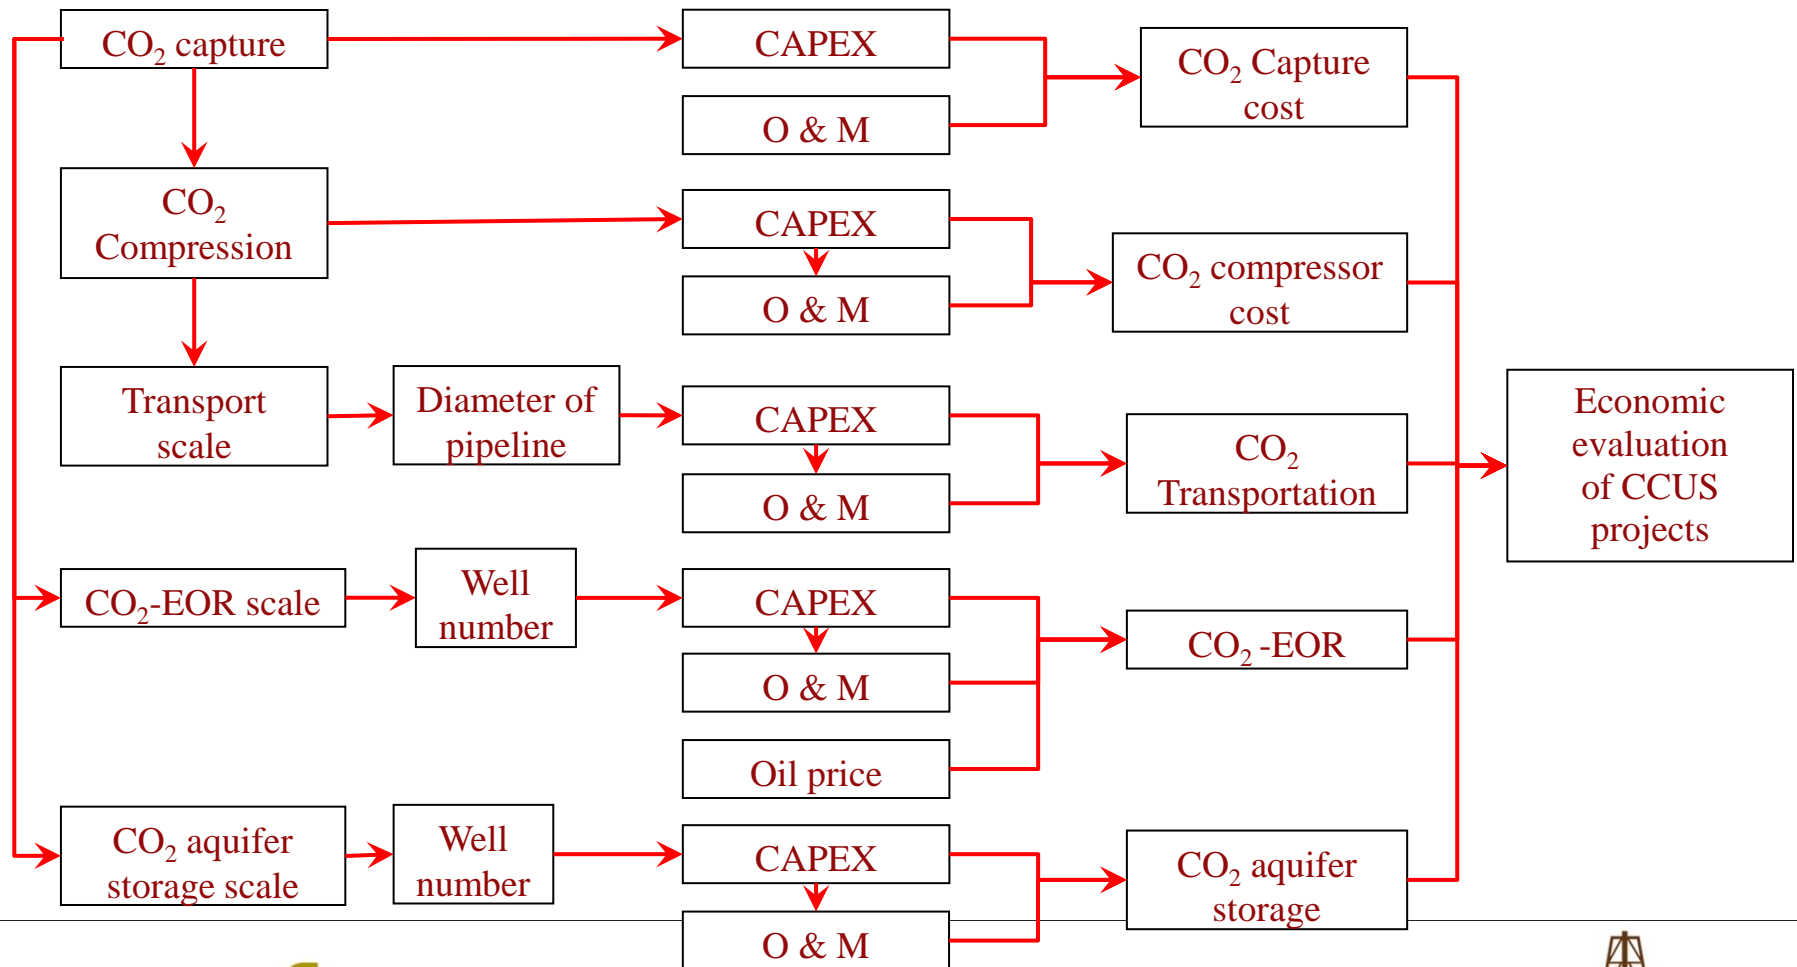 CO₂ capture
CAPEX
O & M
CO₂ Capture
cost
CO₂
Compression
CAPEX
O & M
CO₂ compressor
cost
Transport
scale
Diameter of
pipeline
CAPEX
O & M
CO₂
Transportation
Economic
evaluation
of CCUS
projects
CO₂-EOR scale
Well
number
CAPEX
O & M
Oil price
CO₂ -EOR
CO₂ aquifer
storage scale
Well
number
CAPEX
O & M
CO₂ aquifer
storage